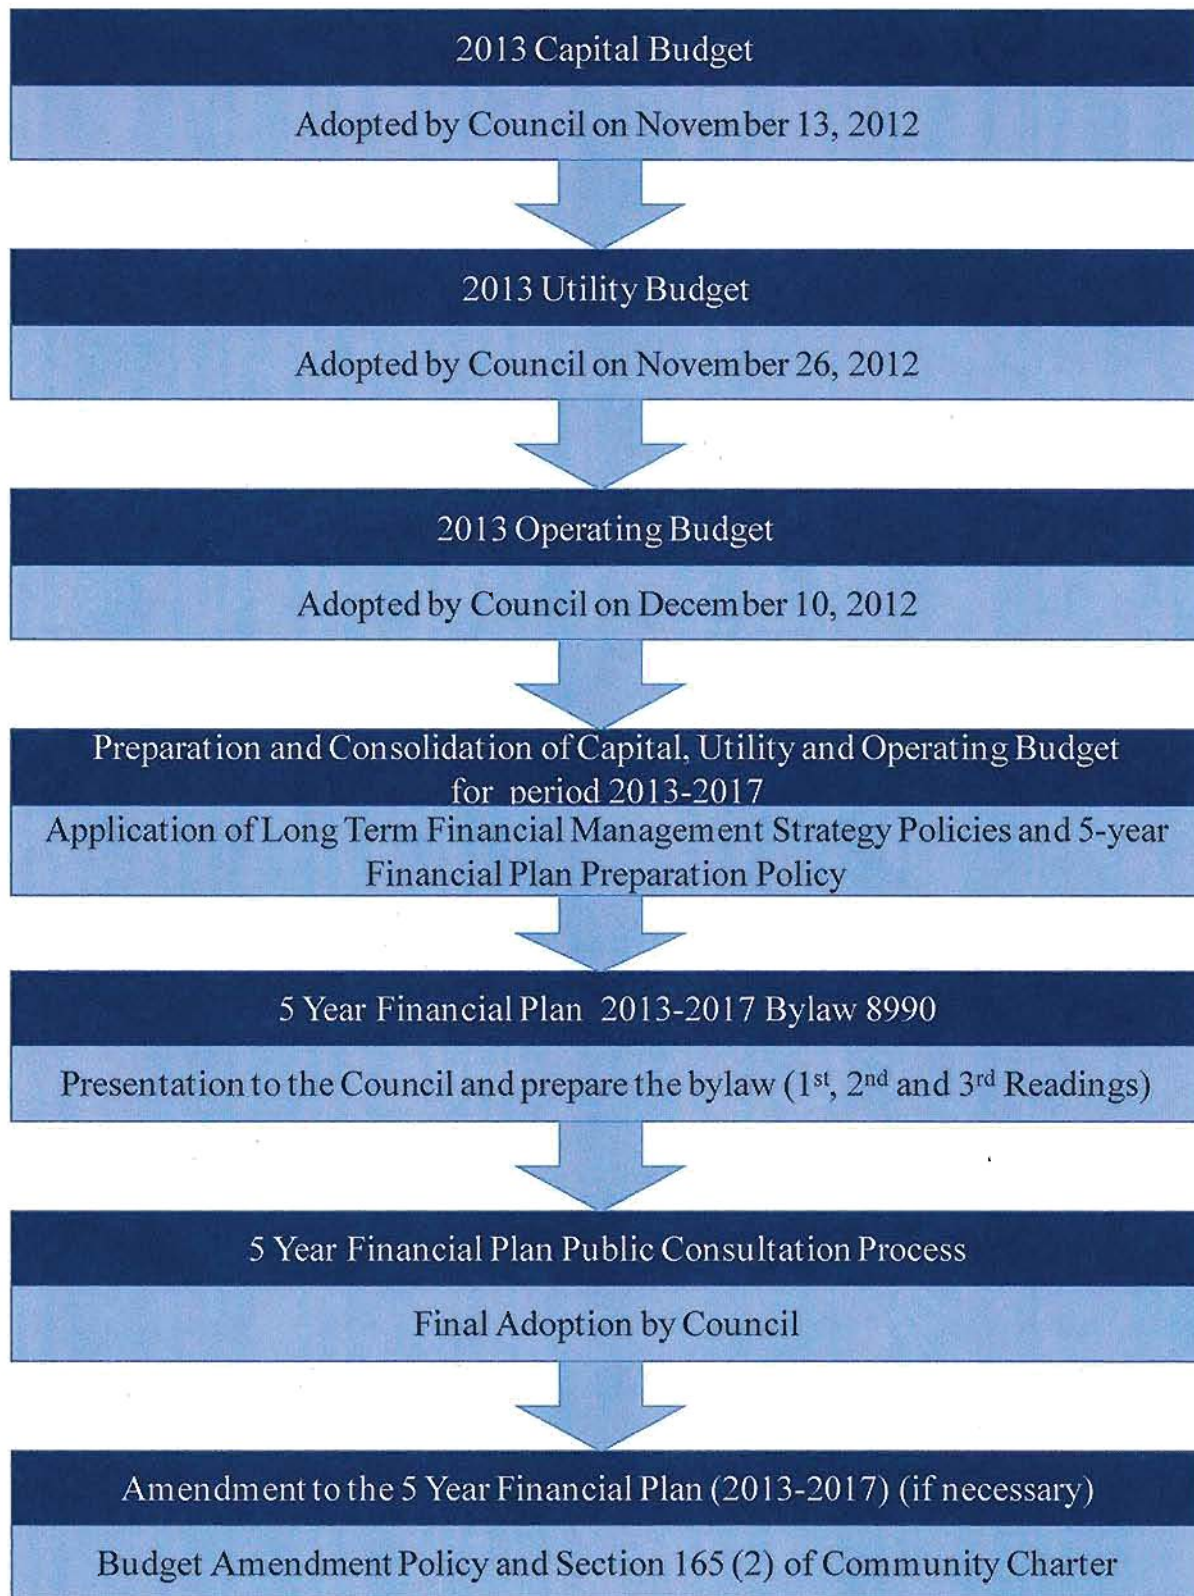 2013 Capital Budget
Adopted by Council on November 13, 2012
2013 Utility Budget
Adopted by Council on November 26, 2012
2013 Operating Budget
Adopted by Council on December 10, 2012
Preparation and Consolidation of Capital, Utility and Operating Budget
for period 2013-2017
Application of Long Term Financial Management Strategy Policies and 5-year
Financial Plan Preparation Policy
5 Year Financial Plan 2013-2017 Bylaw 8990
Presentation to the Council and prepare the bylaw (1st, 2nd and 3rd Readings)
5 Year Financial Plan Public Consultation Process
Final Adoption by Council
Amendment to the 5 Year Financial Plan (2013-2017) (if necessary)
Budget Amendment Policy and Section 165 (2) of Community Charter